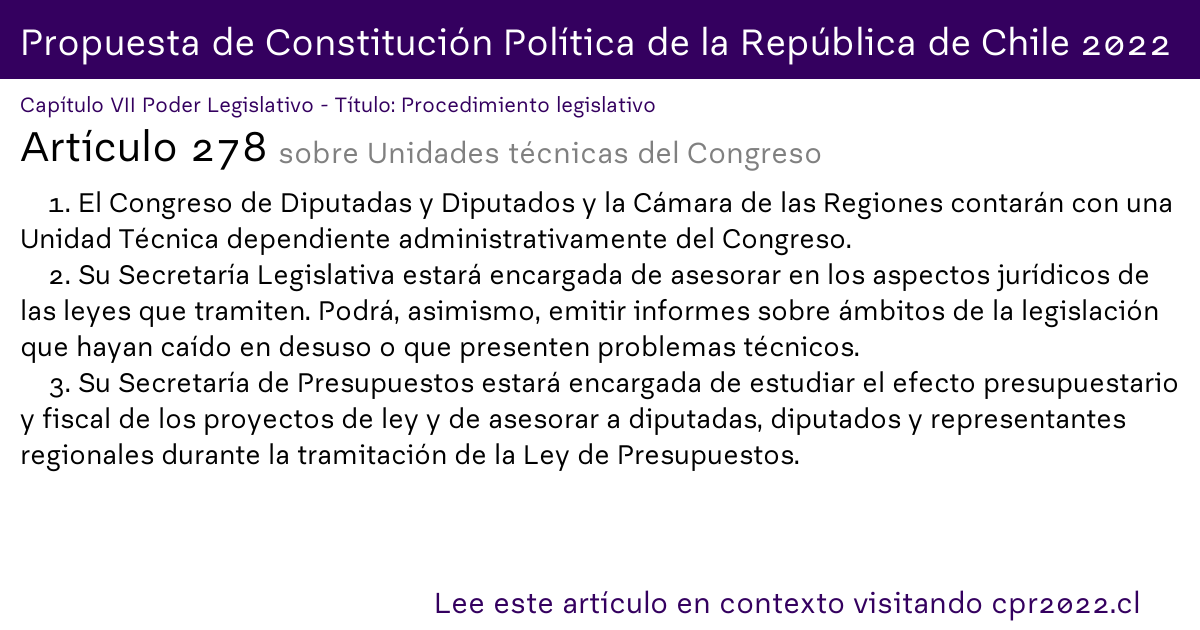 Propuesta de Constitución Política de la República de Chile 2022
Capítulo VII Poder Legislativo - Título: Procedimiento legislativo
Artículo 278 sobre Unidades técnicas del Congreso
1. El Congreso de Diputadas y Diputados y la Cámara de las Regiones contarán con una
Unidad Técnica dependiente administrativamente del Congreso.
2. Su Secretaría Legislativa estará encargada de asesorar en los aspectos jurídicos de
las leyes que tramiten. Podrá, asimismo, emitir informes sobre ámbitos de la legislación
que hayan caído en desuso o que presenten problemas técnicos.
3. Su Secretaría de Presupuestos estará encargada de estudiar el efecto presupuestario
y fiscal de los proyectos de ley y de asesorar a diputadas, diputados y representantes
regionales durante la tramitación de la Ley de Presupuestos.
Lee este artículo en contexto visitando cpr2022.cl